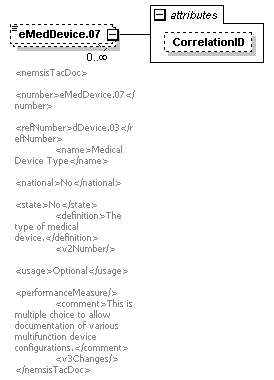 eMedDevice.07
attributes
CorrelationID
0..∞
<nemsisTacDoc>
<number>eMedDevice.07</
number>
<refNumber>dDevice.03</r
efNumber>
<name>Medical
Device Type</name>
<national>No</national>
<state>No</state>
<definition>The
type of medical
device.</definition>
<v2Number/>
<usage>Optional</usage>
<performanceMeasure/>
<comment>This is
multiple choice to allow
documentation of various
multifunction device
configurations.</comment>
<v3Changes/>
</nemsisTacDoc>